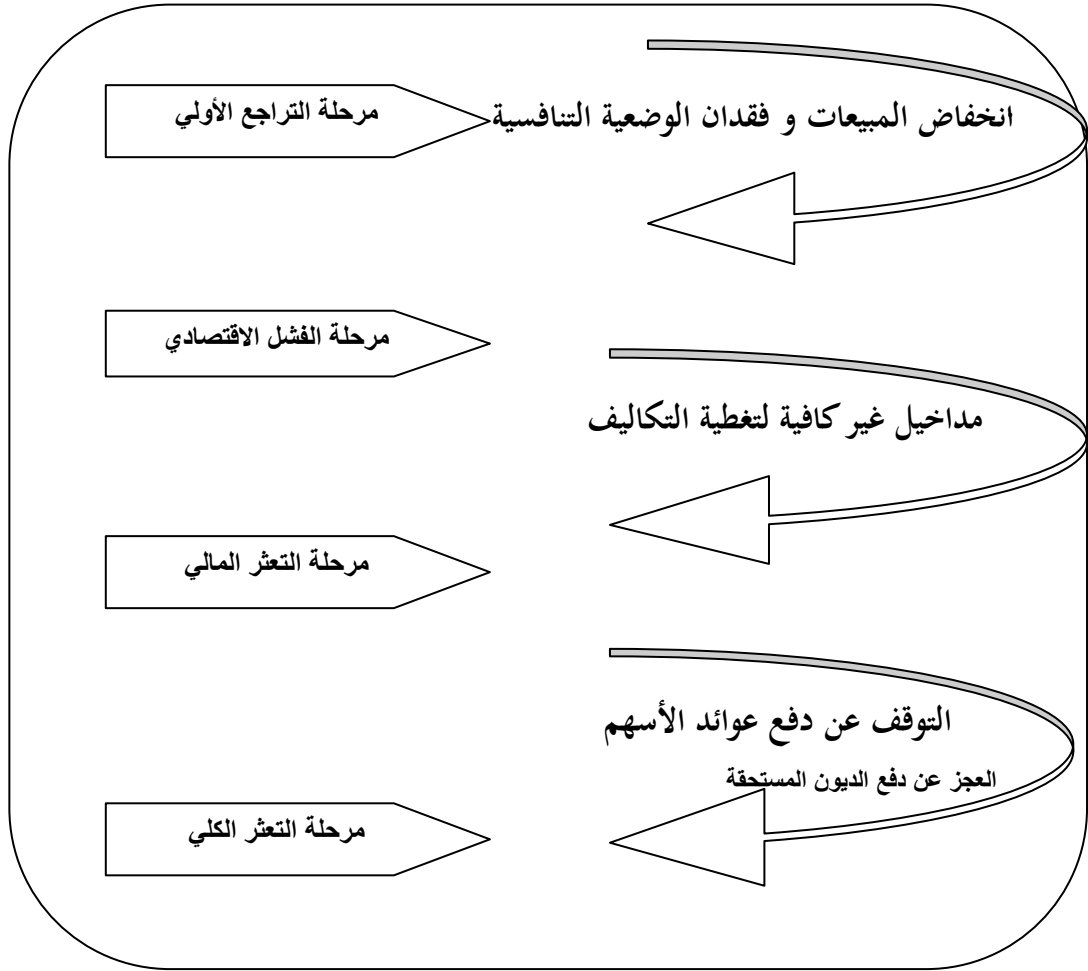 مرحلة التراجع الأولي
انخفاض المبيعات و فقدان الوضعية التنافسية
مرحلة الفشل الاقتصادي
مداخيل غير كافية لتغطية التكاليف
مرحلة التعثر المالي
التوقف عن دفع عوائد الأسهم
العجز عن دفع الديون المستحقة
مرحلة التعثر الكلي